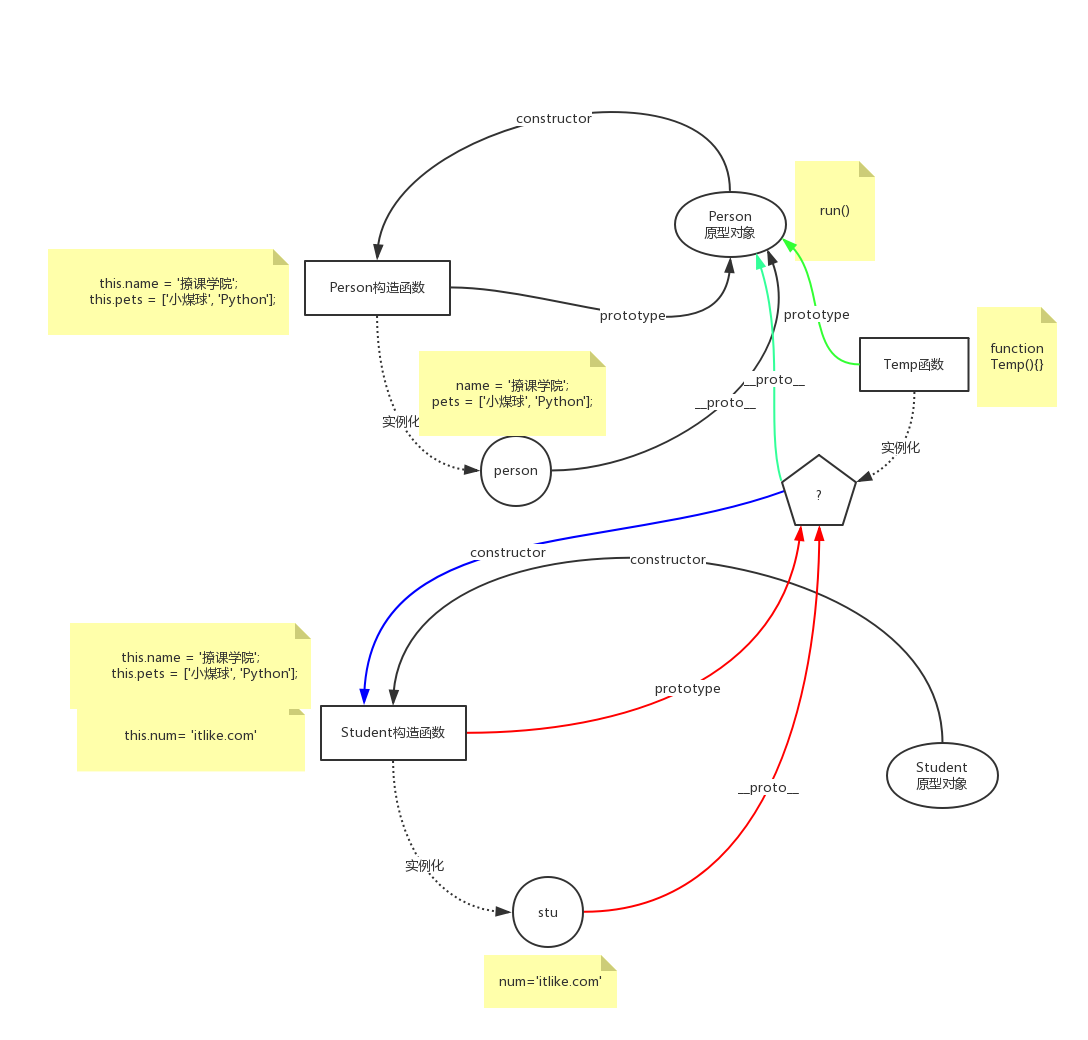 constructor
run()
Person
原型对象
this.name = '撩课学院';
this.pets = ['小煤球', 'Python'];
Person构造函数
prototype
prototype
function
Temp(){}
Temp函数
name = '撩课学院';
pets = ['小煤球', 'Python'];
__proto__
__proto__
实例化
实例化
person
?
constructor
constructor
this.name = '撩课学院';
this.pets = ['小煤球', 'Python'];
prototype
this.num= 'itlike.com'
Student构造函数
Student
原型对象
__proto__
实例化
stu
num='itlike.com'